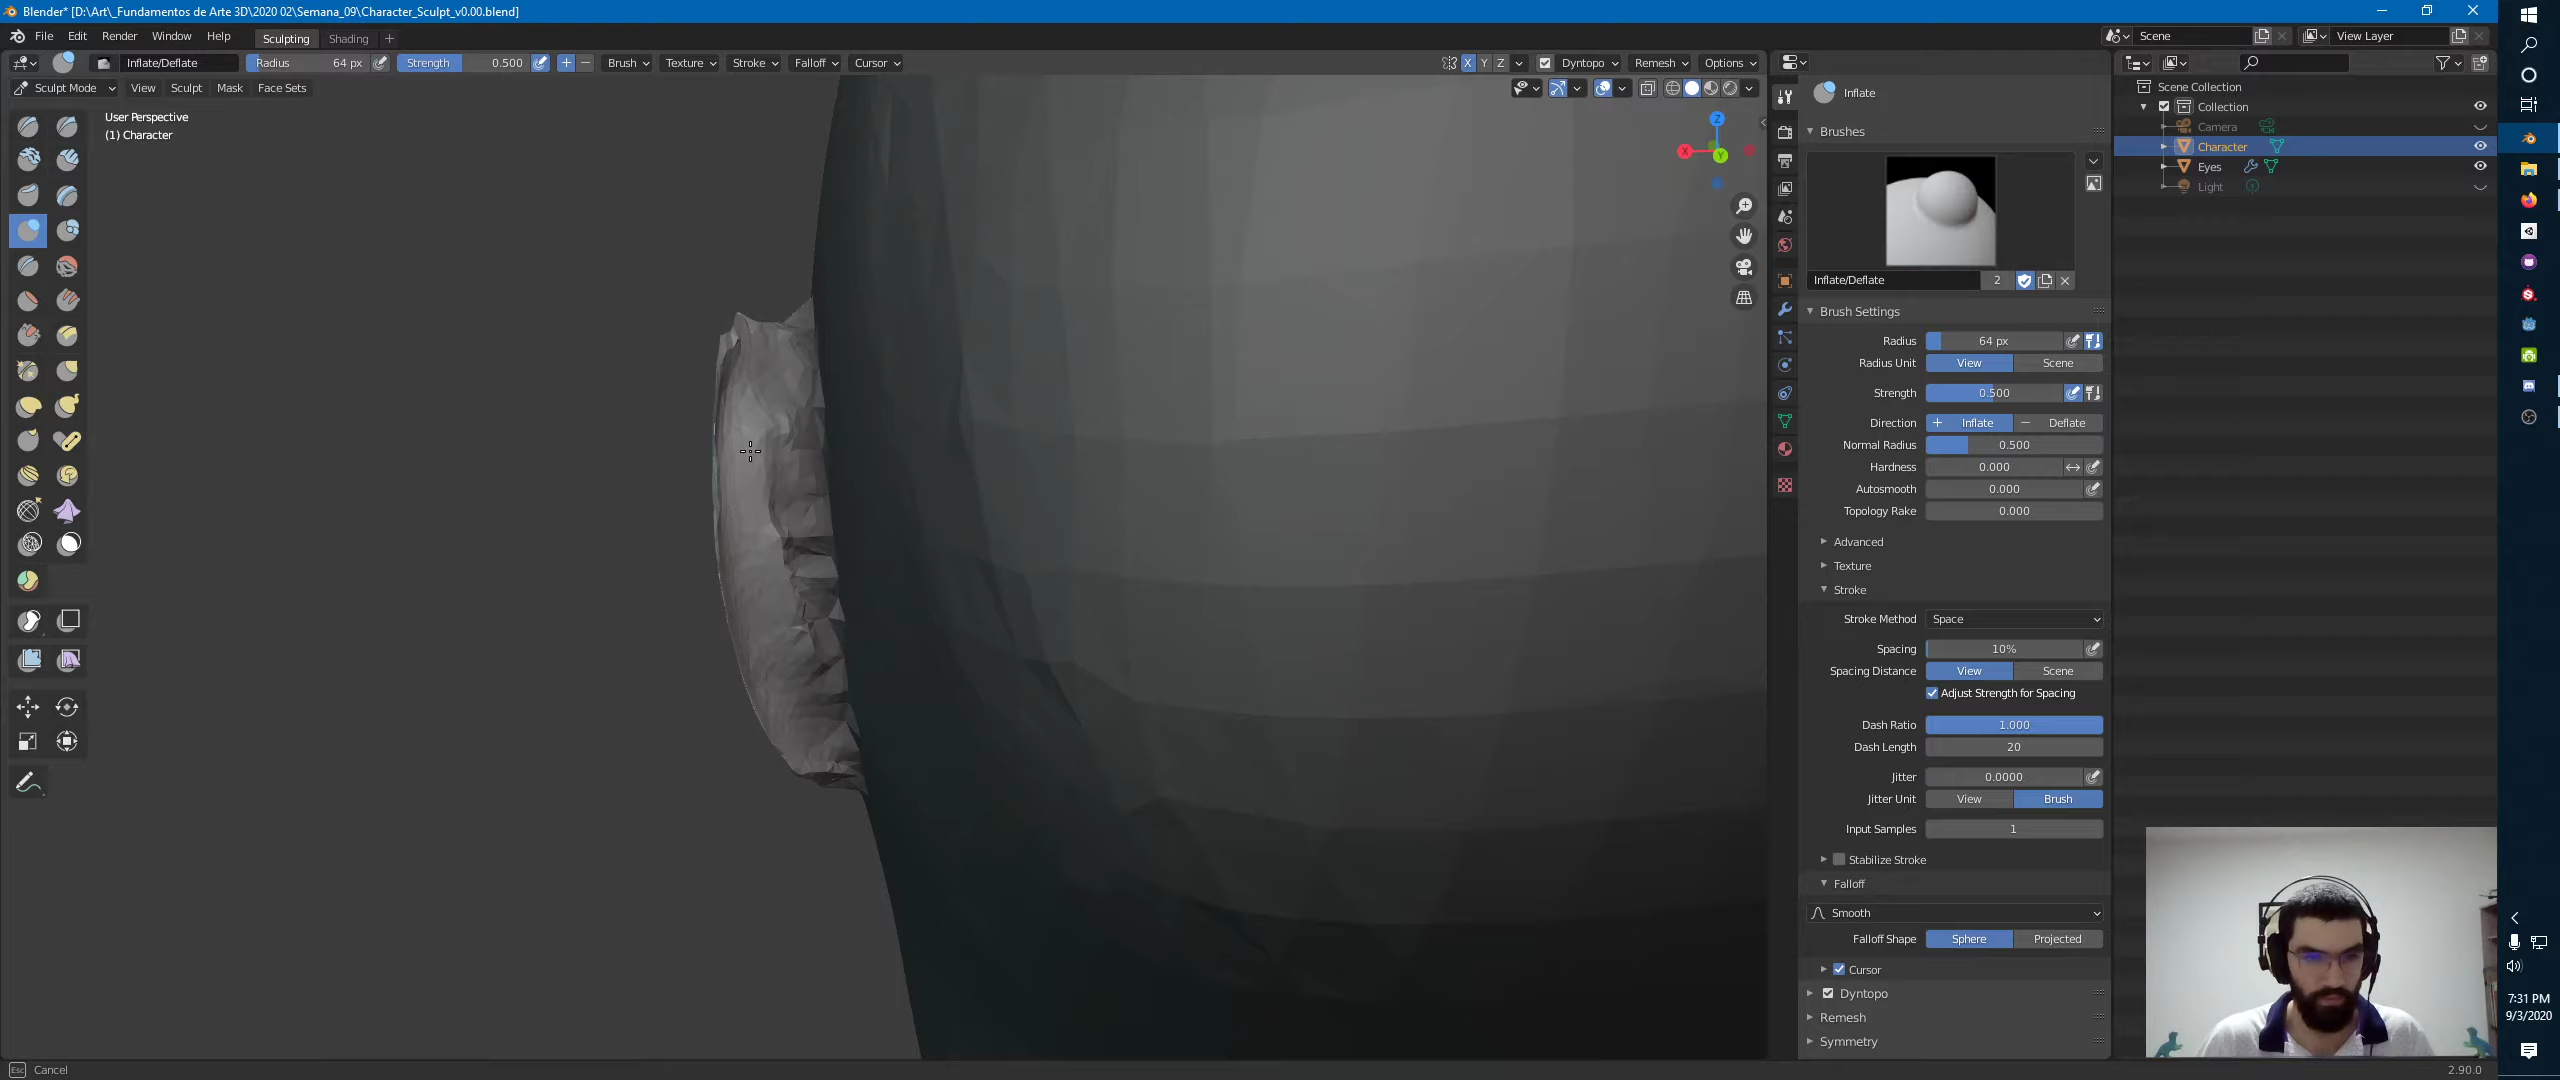 Blender* [D:\Art\_Fundamentos de Arte 3D\2020 02\Semana_09\Character_Sculpt_v0.00.blend]
File Edit Render Window Help Sculpting Shading + Scene View Layer
Inflate/Deflate Radius 64 px Strength 0.500 Brush Texture Stroke Falloff Cursor X Y Z Dyntopo Remesh Options
Sculpt Mode View Sculpt Mask Face Sets
User Perspective
(1) Character
Z
X
Y
Inflate
Brushes
Inflate/Deflate 2
Brush Settings
Radius 64 px
Radius Unit View Scene
Strength 0.500
Direction + Inflate − Deflate
Normal Radius 0.500
Hardness 0.000
Autosmooth 0.000
Topology Rake 0.000
Advanced
Texture
Stroke
Stroke Method Space
Spacing 10%
Spacing Distance View Scene
Adjust Strength for Spacing
Dash Ratio 1.000
Dash Length 20
Jitter 0.0000
Jitter Unit View Brush
Input Samples 1
Stabilize Stroke
Falloff
Smooth
Falloff Shape Sphere Projected
Cursor
Dyntopo
Remesh
Symmetry
Scene Collection
Collection
Camera
Character
Eyes
Light
7:31 PM
9/3/2020
Esc Cancel
2.90.0